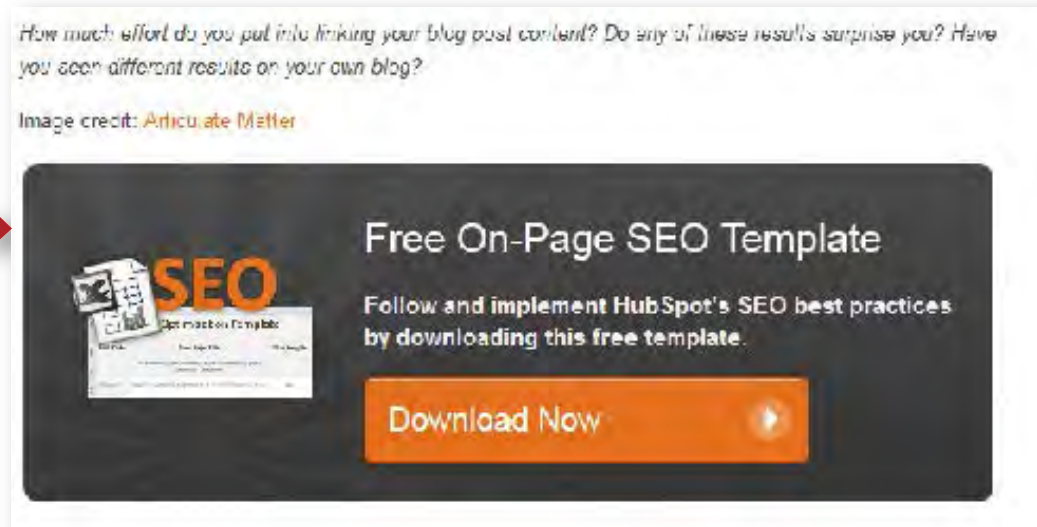 How much effort do you put into linking your blog post content? Do any of these results surprise you? Have
you seen different results on your own blog?
Image credit: Articulate Matter
Free On-Page SEO Template
SEO
Follow and implement HubSpot's SEO best practices
by downloading this free template.
Optimization Template
Download Now